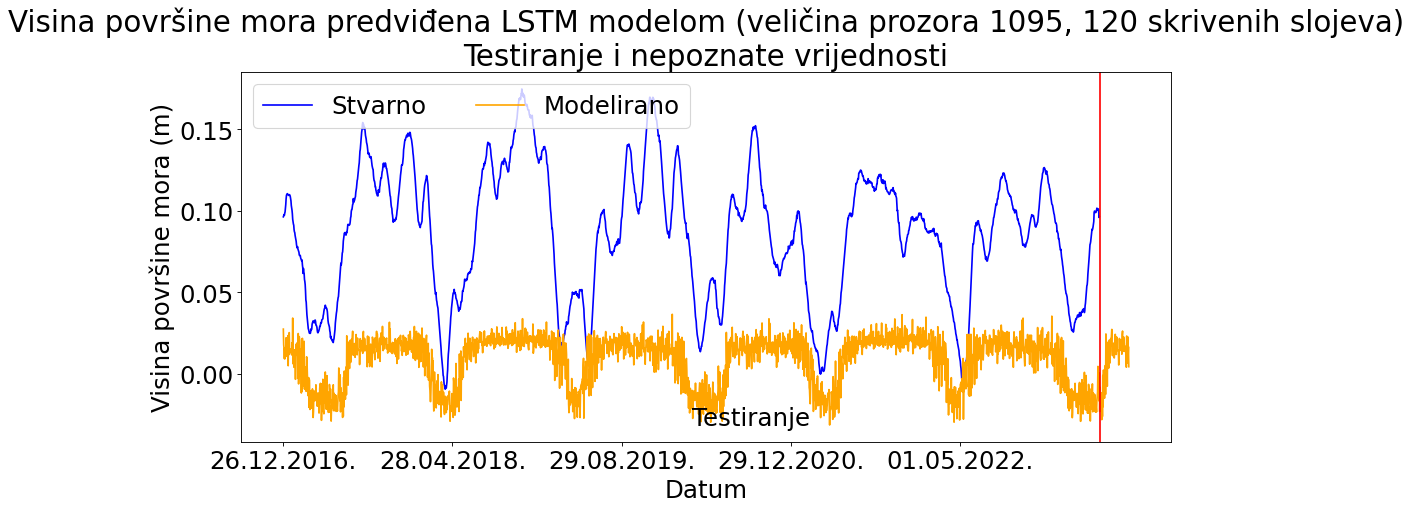 Visina površine mora predviđena LSTM modelom (veličina prozora 1095, 120 skrivenih slojeva)
Testiranje i nepoznate vrijednosti
Stvarno Modelirano
Visina površine mora (m)
0.15
0.10
0.05
0.00
Testiranje
26.12.2016. 28.04.2018. 29.08.2019. 29.12.2020. 01.05.2022.
Datum